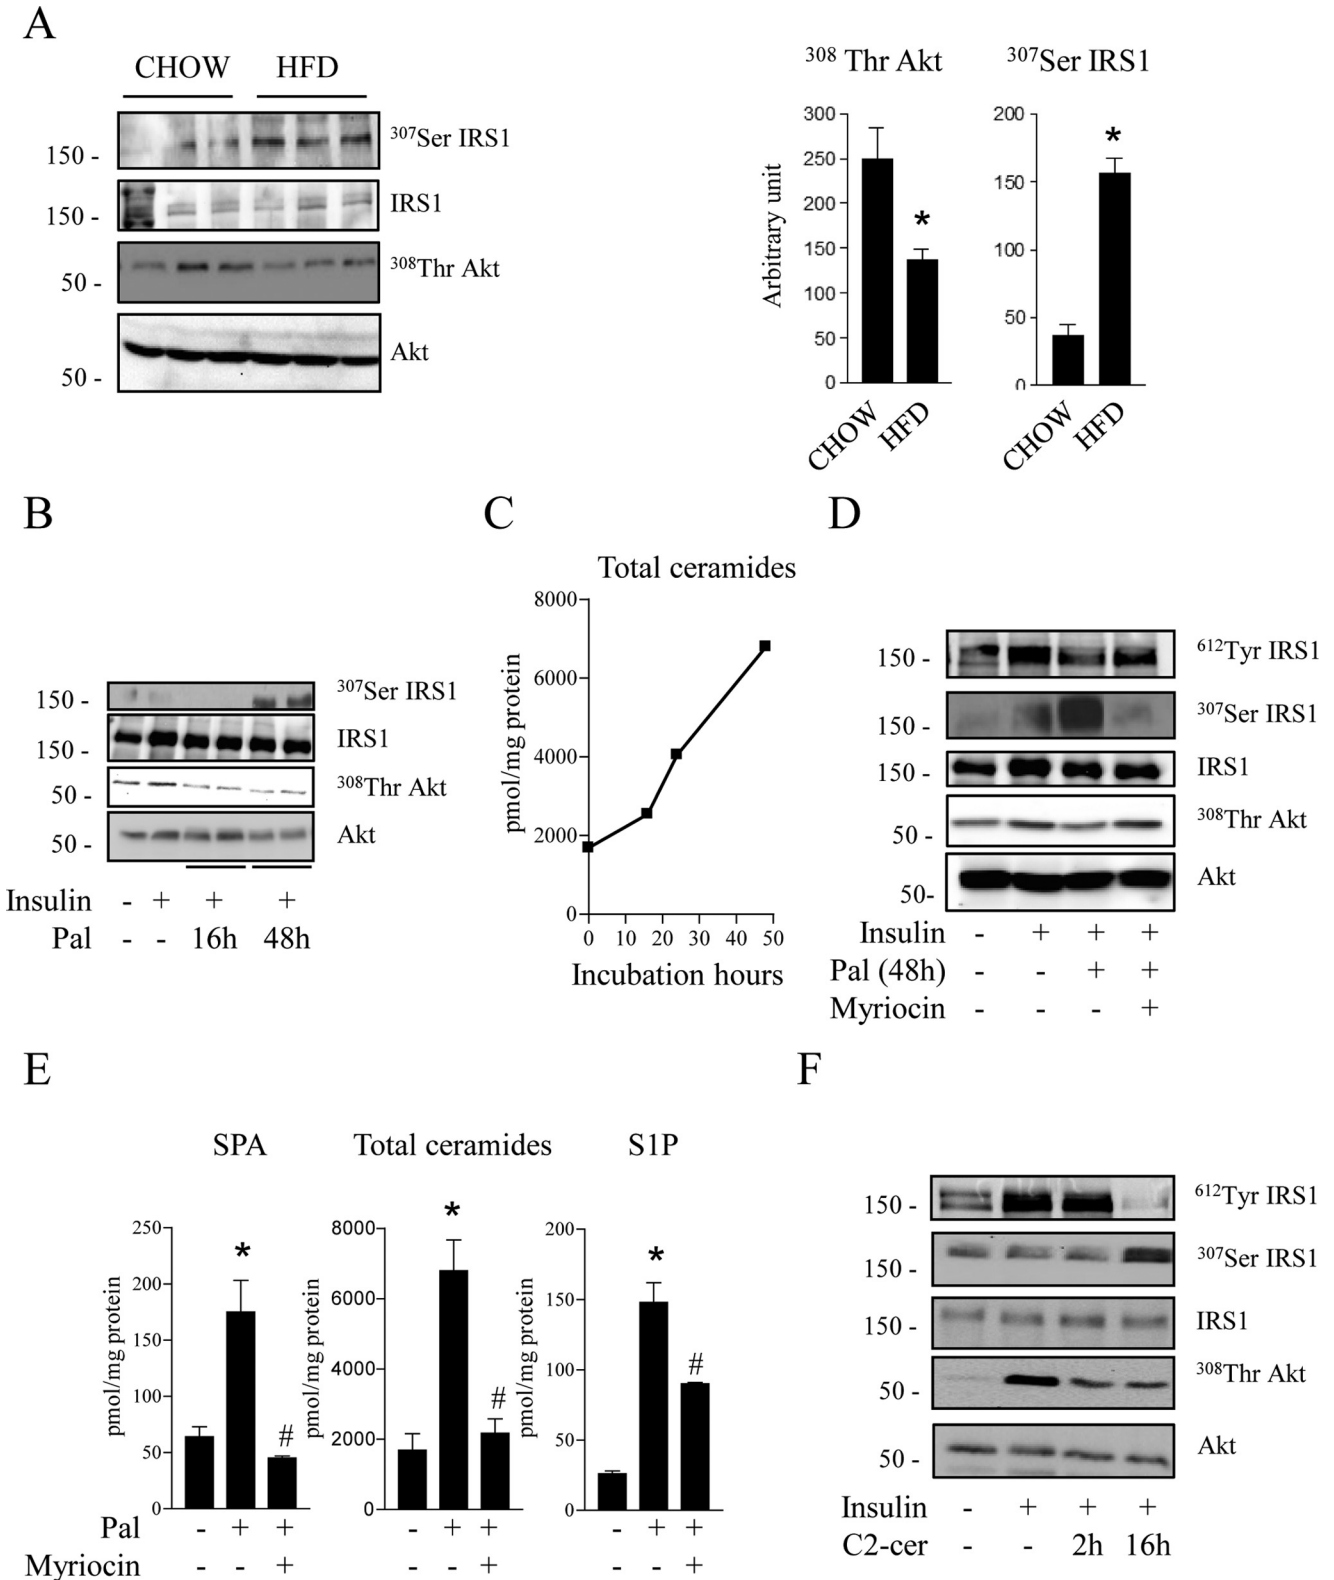 A
CHOW HFD
307Ser IRS1
150 -
IRS1
150 -
308Thr Akt
50 -
Akt
50 -
308 Thr Akt
Arbitrary unit
300
250
200
150
100
50
0
*
CHOW
HFD
307Ser IRS1
200
150
100
50
0
*
CHOW
HFD
B
307Ser IRS1
150 -
IRS1
150 -
308Thr Akt
50 -
Akt
50 -
Insulin - + + +
Pal - - 16h 48h
C
Total ceramides
pmol/mg protein
8000
6000
4000
2000
0
0 10 20 30 40 50
Incubation hours
D
612Tyr IRS1
150 -
307Ser IRS1
150 -
IRS1
150 -
308Thr Akt
50 -
Akt
50-
Insulin - + + +
Pal (48h) - - + +
Myriocin - - - +
E
SPA
pmol/mg protein
250
200
150
100
50
0
*
#
Total ceramides
pmol/mg protein
8000
6000
4000
2000
0
*
#
S1P
pmol/mg protein
200
150
100
50
0
*
#
Pal - + + - + + - + +
Myriocin - - + - - + - - +
F
612Tyr IRS1
150 -
307Ser IRS1
150 -
IRS1
150 -
308Thr Akt
50 -
Akt
50 -
Insulin - + + +
C2-cer - - 2h 16h